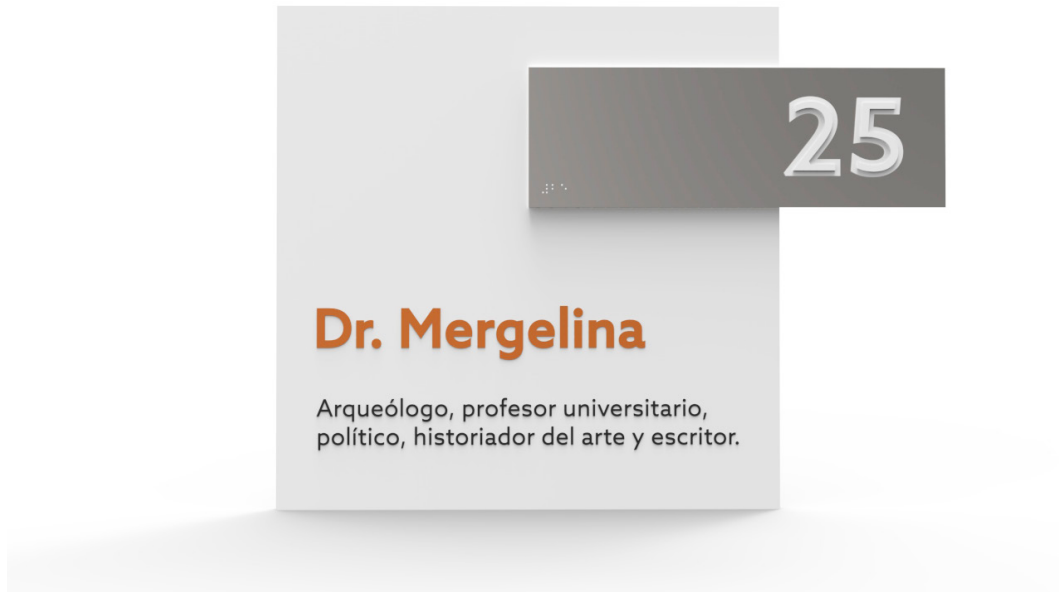 25
Dr. Mergelina
Arqueólogo, profesor universitario,
político, historiador del arte y escritor.